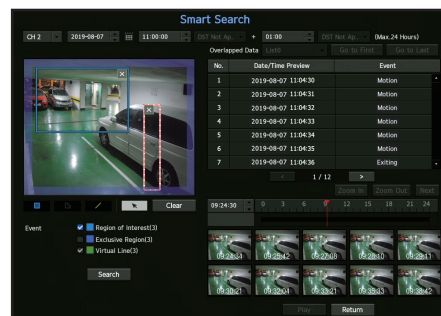 Smart Search
CH 2 2019-08-07 11:00:00 DST Not Ap... + 01:00 DST Not Ap... (Max.24 Hours)
Overlapped Data List0 Go to First Go to Last
No. Date/Time Preview Event
1 2019-08-07 11:04:30 Motion
2 2019-08-07 11:04:31 Motion
3 2019-08-07 11:04:32 Motion
4 2019-08-07 11:04:33 Motion
5 2019-08-07 11:04:34 Motion
6 2019-08-07 11:04:35 Motion
7 2019-08-07 11:04:36 Exiting
< 1 / 12 >
Zoom In Zoom Out Next
Clear
09:24:30 0 3 6 9 12 15 18 21 24
Event Region of Interest(3)
Exclusive Region(3)
Virtual Line(3)
Search
09:24:34 09:25:42 09:27:08 09:28:10 09:29:11
09:30:21 09:32:04 09:33:21 09:35:33 09:38:42
Play Return